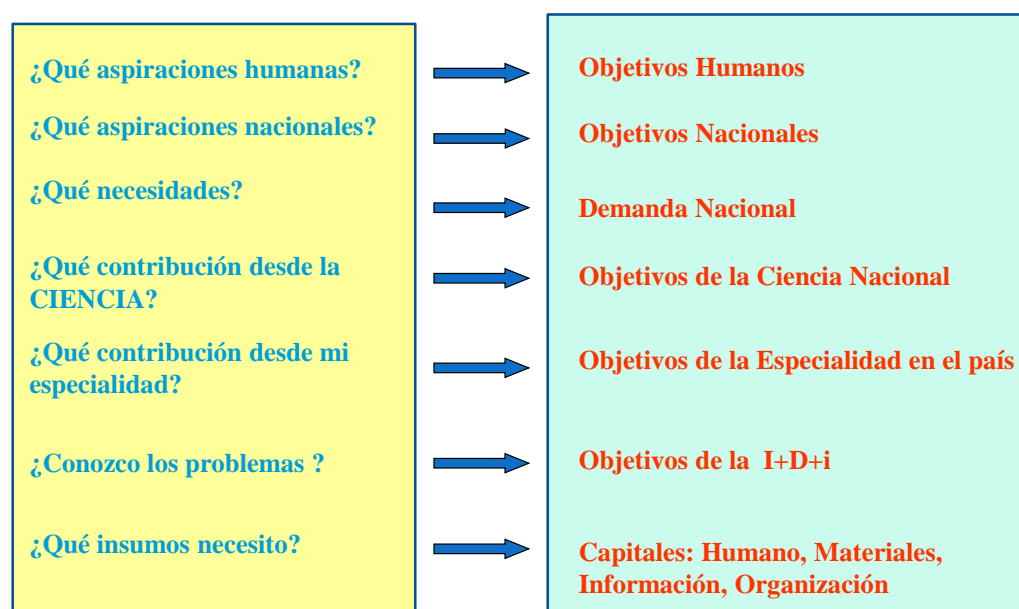 ¿Qué aspiraciones humanas?
Objetivos Humanos
¿Qué aspiraciones nacionales?
Objetivos Nacionales
¿Qué necesidades?
Demanda Nacional
¿Qué contribución desde la
CIENCIA?
Objetivos de la Ciencia Nacional
¿Qué contribución desde mi
especialidad?
Objetivos de la Especialidad en el país
¿Conozco los problemas ?
Objetivos de la I+D+i
¿Qué insumos necesito?
Capitales: Humano, Materiales,
Información, Organización